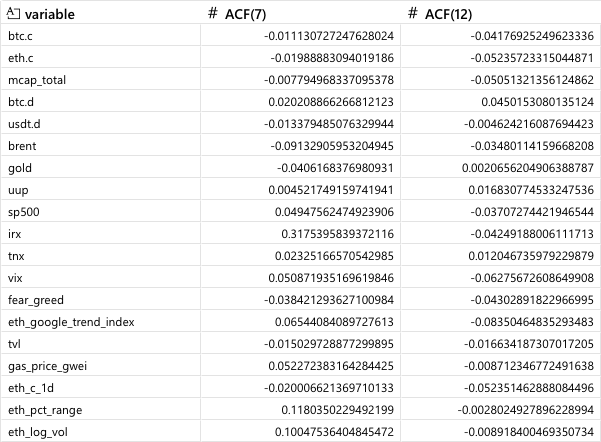 variable # ACF(7) # ACF(12)
btc.c -0.011130727247628024 -0.04176925249623336
eth.c -0.01988883094019186 -0.05235723315044871
mcap_total -0.007794968337095378 -0.05051321356124862
btc.d 0.020208866266812123 0.0450153080135124
usdt.d -0.013379485076329944 -0.004624216087694423
brent -0.09132905953204945 -0.03480114159668208
gold -0.0406168376980931 0.0020656204906388787
uup 0.004521749159741941 0.016830774533247536
sp500 0.04947562474923906 -0.03707274421946544
irx 0.3175395839372116 -0.04249188006111713
tnx 0.02325166570542985 0.012046735979229879
vix 0.050871935169619846 -0.06275672608649908
fear_greed -0.038421293627100984 -0.04302891822966995
eth_google_trend_index 0.06544084089727613 -0.08350464835293483
tvl -0.015029728877299895 -0.016634187307017205
gas_price_gwei 0.052272383164284425 -0.008712346772491638
eth_c_1d -0.020006621369710133 -0.052351462888084496
eth_pct_range 0.1180350229492199 -0.0028024927896228994
eth_log_vol 0.10047536404845472 -0.008918400469350734